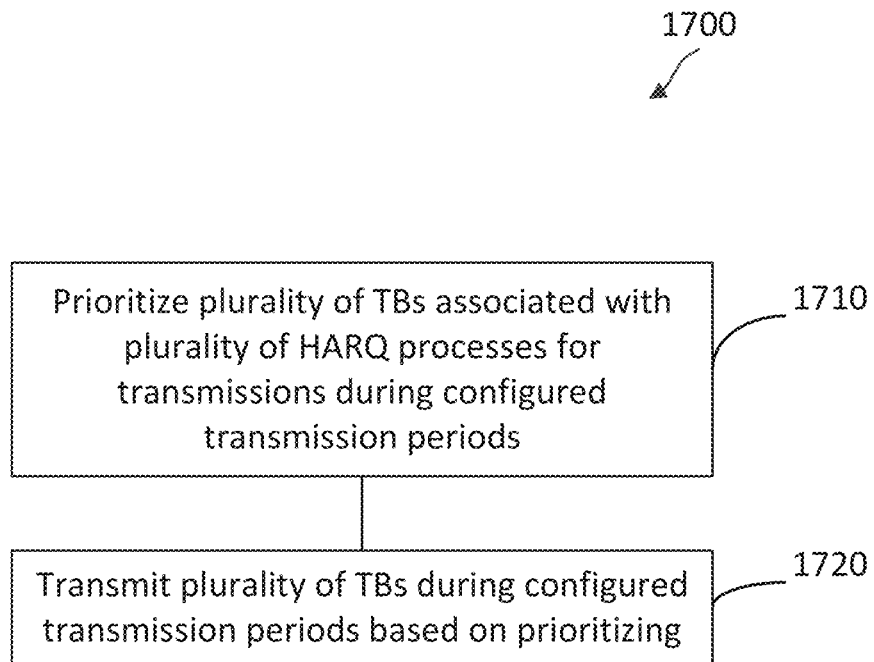 1700
Prioritize plurality of TBs associated with
plurality of HARQ processes for
transmissions during configured
transmission periods
1710
Transmit plurality of TBs during configured
transmission periods based on prioritizing
1720